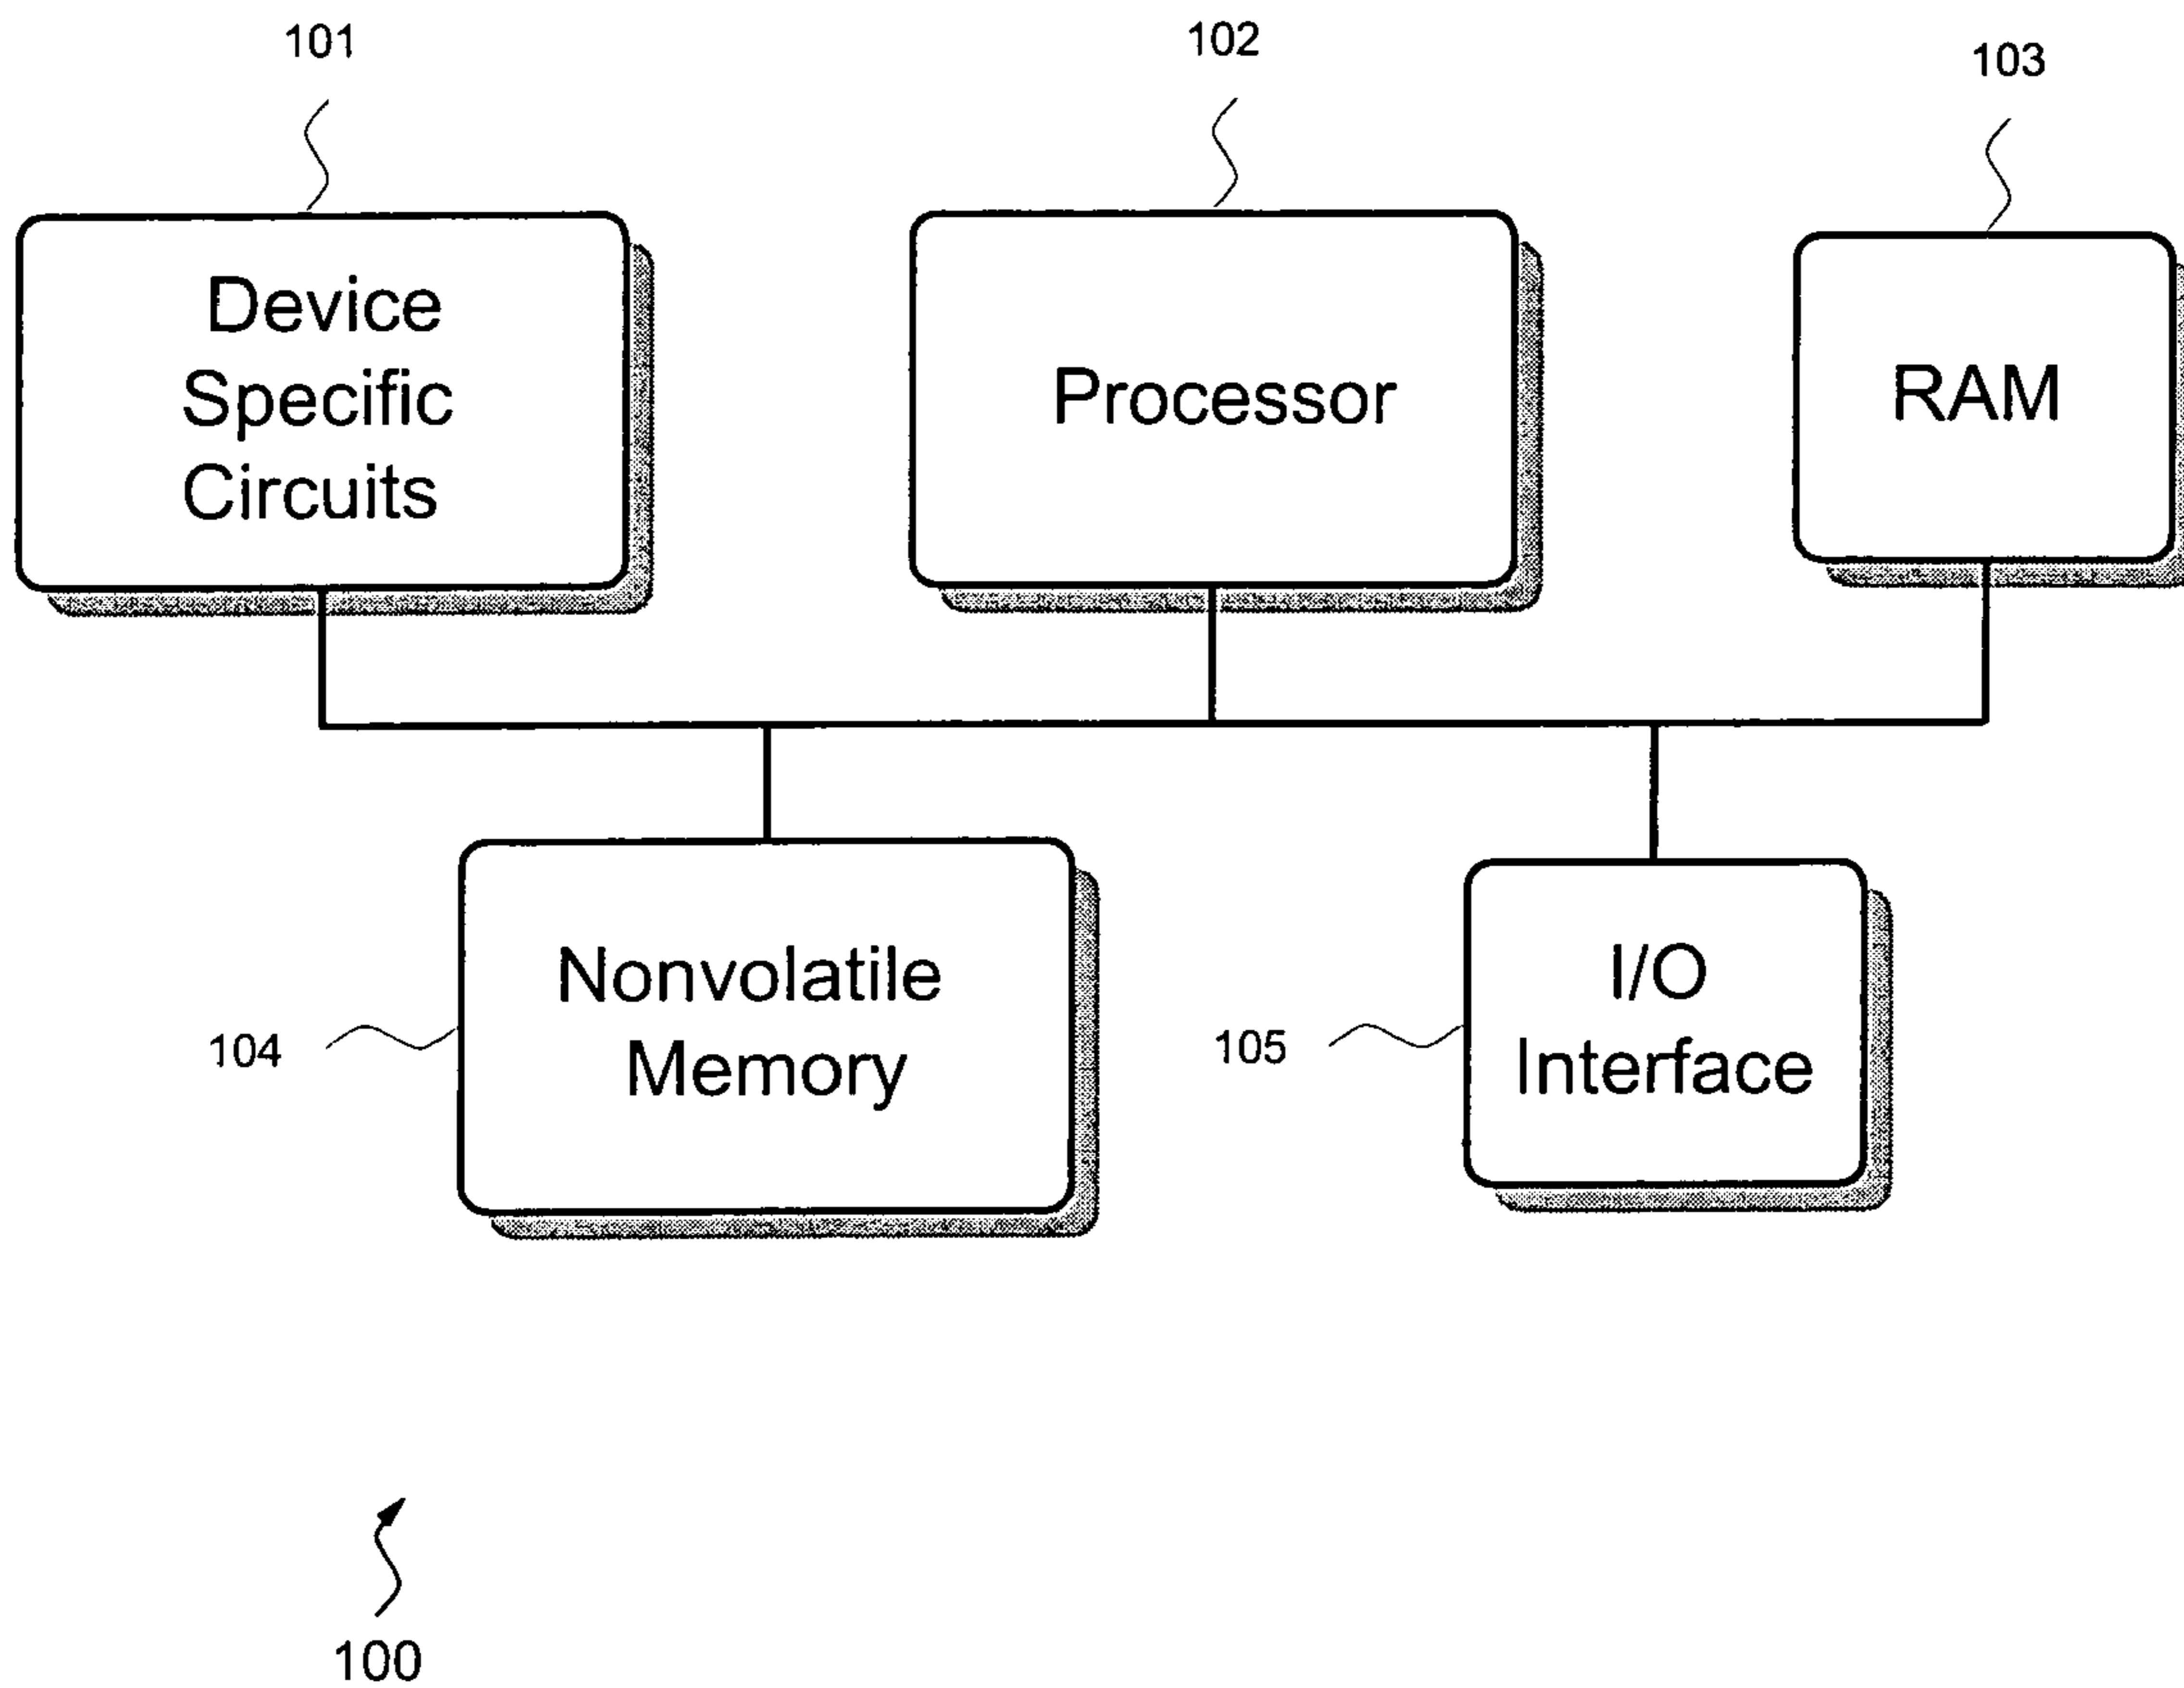 101
102
103
Device
Specific
Circuits
Processor
RAM
Nonvolatile
Memory
104
I/O
Interface
105
100